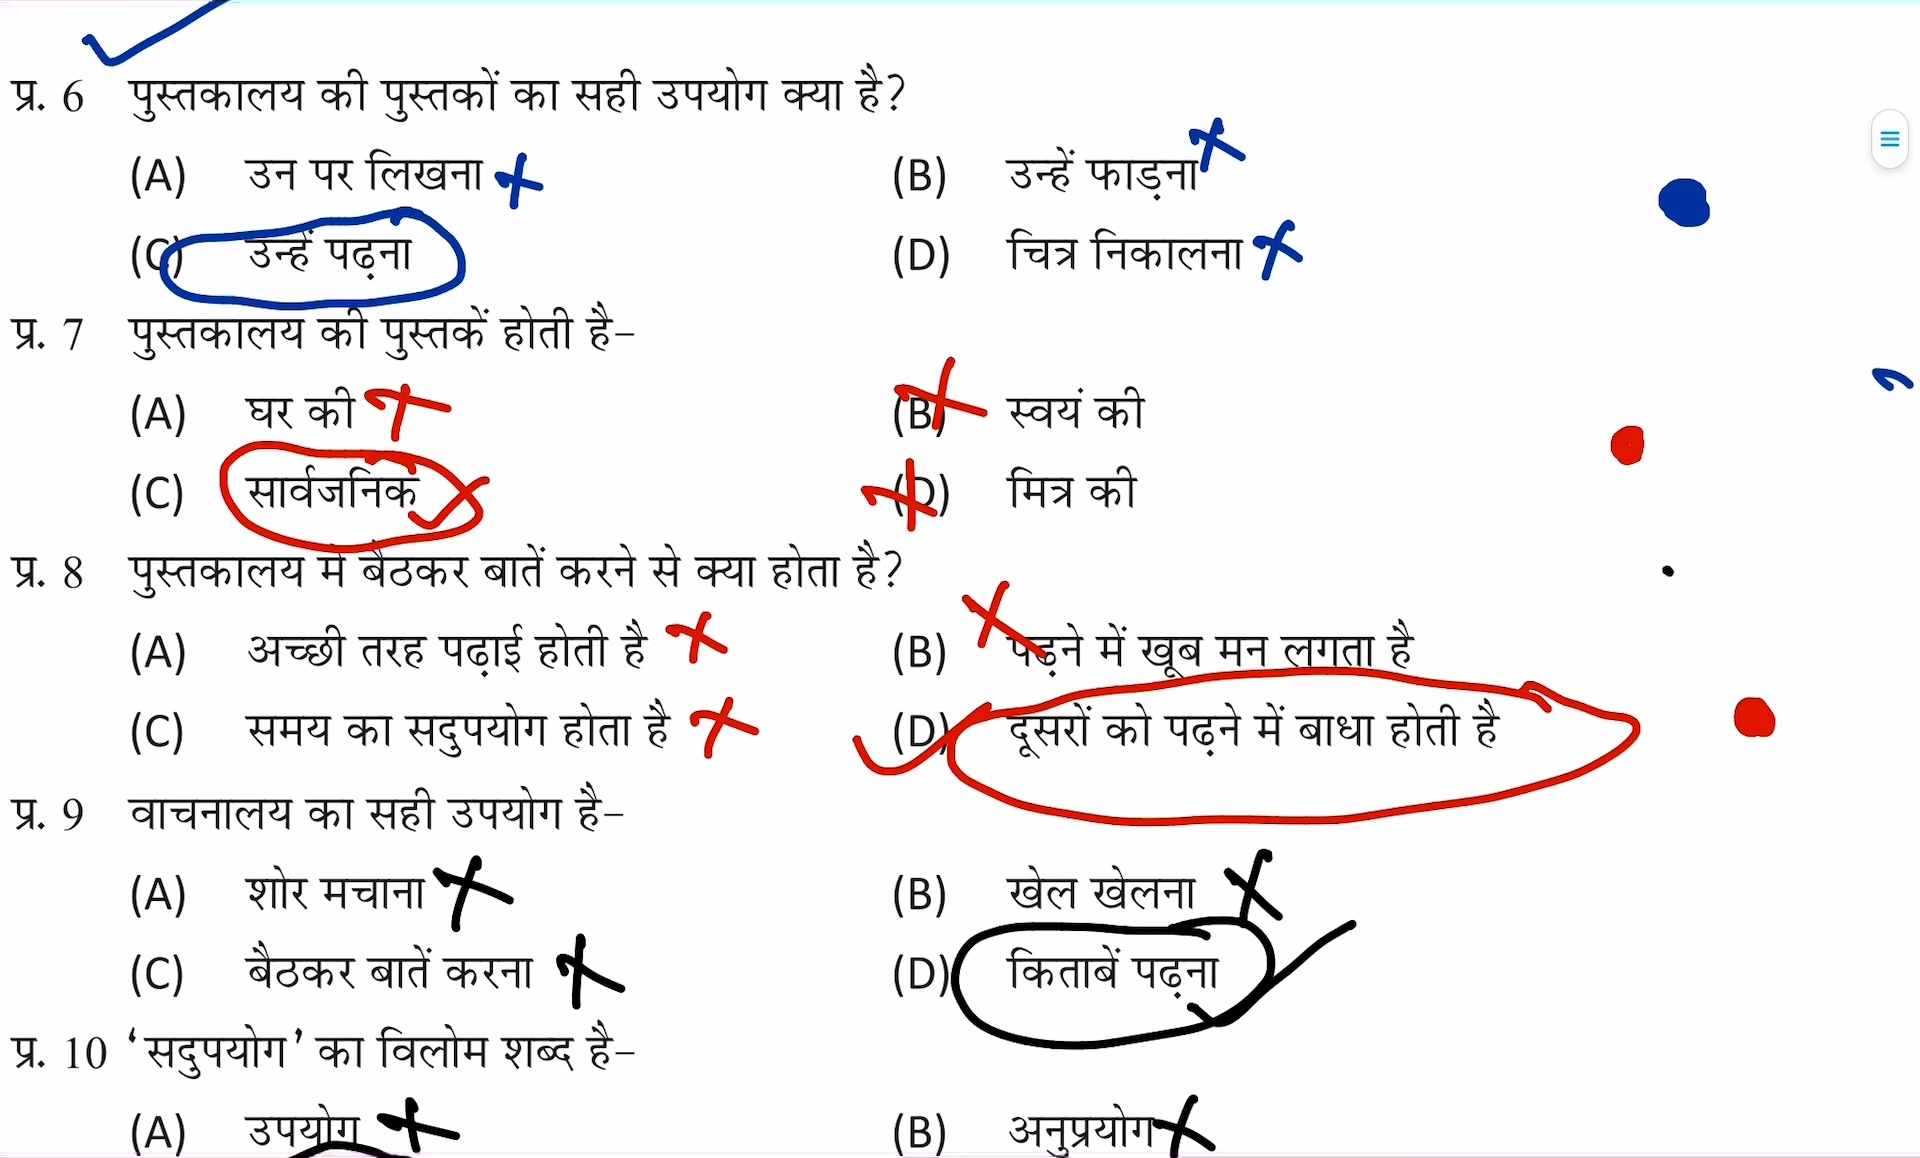 प्र. 6 पुस्तकालय की पुस्तकों का सही उपयोग क्या है?
(A) उन पर लिखना (B) उन्हें फाड़ना
(C) उन्हें पढ़ना (D) चित्र निकालना
प्र. 7 पुस्तकालय की पुस्तकें होती है–
(A) घर की (B) स्वयं की
(C) सार्वजनिक (D) मित्र की
प्र. 8 पुस्तकालय में बैठकर बातें करने से क्या होता है?
(A) अच्छी तरह पढ़ाई होती है (B) पढ़ने में खूब मन लगता है
(C) समय का सदुपयोग होता है (D) दूसरों को पढ़ने में बाधा होती है
प्र. 9 वाचनालय का सही उपयोग है–
(A) शोर मचाना (B) खेल खेलना
(C) बैठकर बातें करना (D) किताबें पढ़ना
प्र. 10 ‘सदुपयोग’ का विलोम शब्द है–
(A) उपयोग (B) अनुप्रयोग